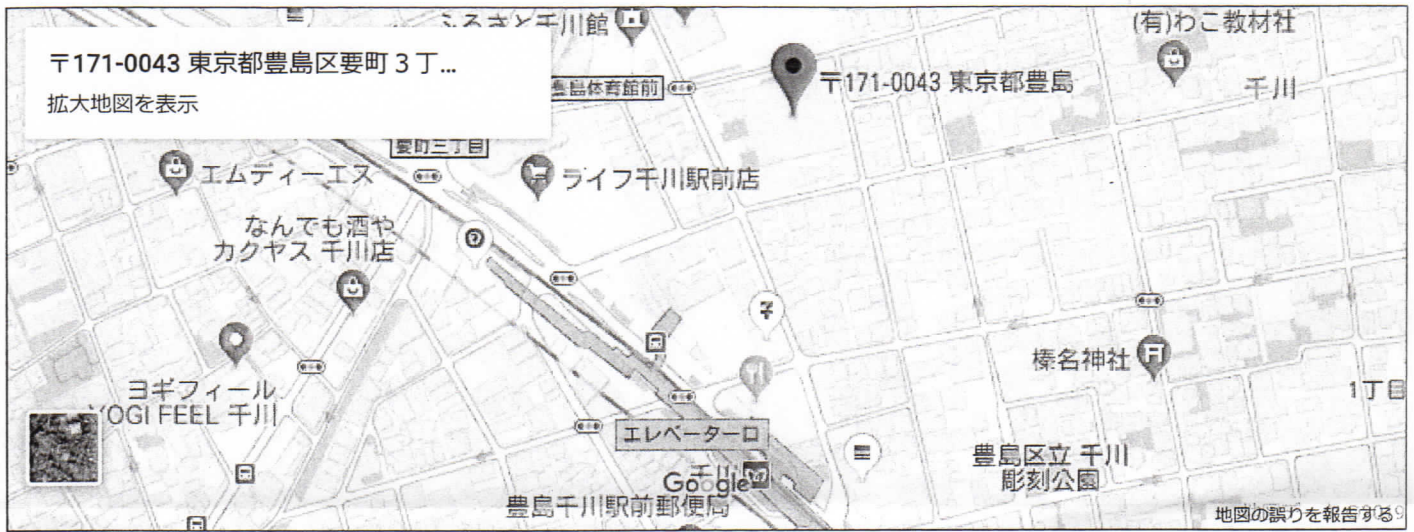 〒171-0043 東京都豊島区要町３丁...
拡大地図を表示
ふるさと千川館
(有)わこ教材社
豊島体育館前
〒171-0043 東京都豊島
千川
要町三丁目
エムディーエス
ライフ千川駅前店
なんでも酒や
カクヤス 千川店
榛名神社
ヨギフィール
YOGI FEEL 千川
1丁目
エレベーター口
千川
Google
豊島区立 千川
彫刻公園
豊島千川駅前郵便局
地図の誤りを報告する